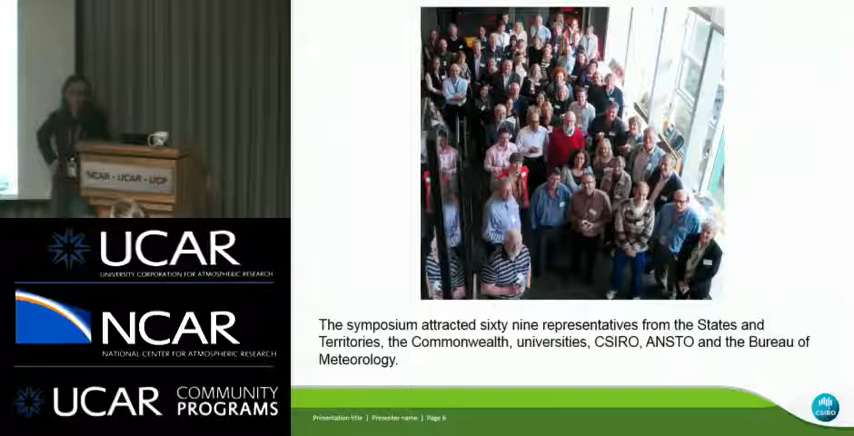 NCAR • UCAR • UCP
UCAR
UNIVERSITY CORPORATION FOR ATMOSPHERIC RESEARCH
NCAR
NATIONAL CENTER FOR ATMOSPHERIC RESEARCH
UCAR COMMUNITY
PROGRAMS
The symposium attracted sixty nine representatives from the States and
Territories, the Commonwealth, universities, CSIRO, ANSTO and the Bureau of
Meteorology.
Presentation title | Presenter name | Page 6
CSIRO